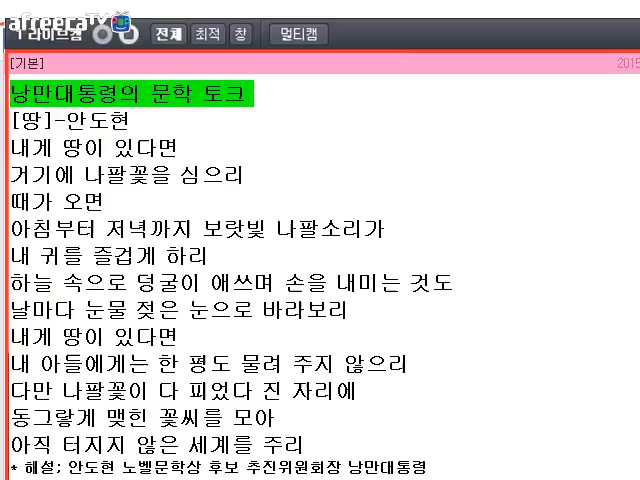 afreecaTV
라이브캠 전체 최적 창 멀티캠
[기본] 2015
낭만대통령의 문학 토크
[땅]-안도현
내게 땅이 있다면
거기에 나팔꽃을 심으리
때가 오면
아침부터 저녁까지 보랏빛 나팔소리가
내 귀를 즐겁게 하리
하늘 속으로 덩굴이 애쓰며 손을 내미는 것도
날마다 눈물 젖은 눈으로 바라보리
내게 땅이 있다면
내 아들에게는 한 평도 물려 주지 않으리
다만 나팔꽃이 다 피었다 진 자리에
동그랗게 맺힌 꽃씨를 모아
아직 터지지 않은 세계를 주리
* 해설; 안도현 노벨문학상 후보 추진위원회장 낭만대통령